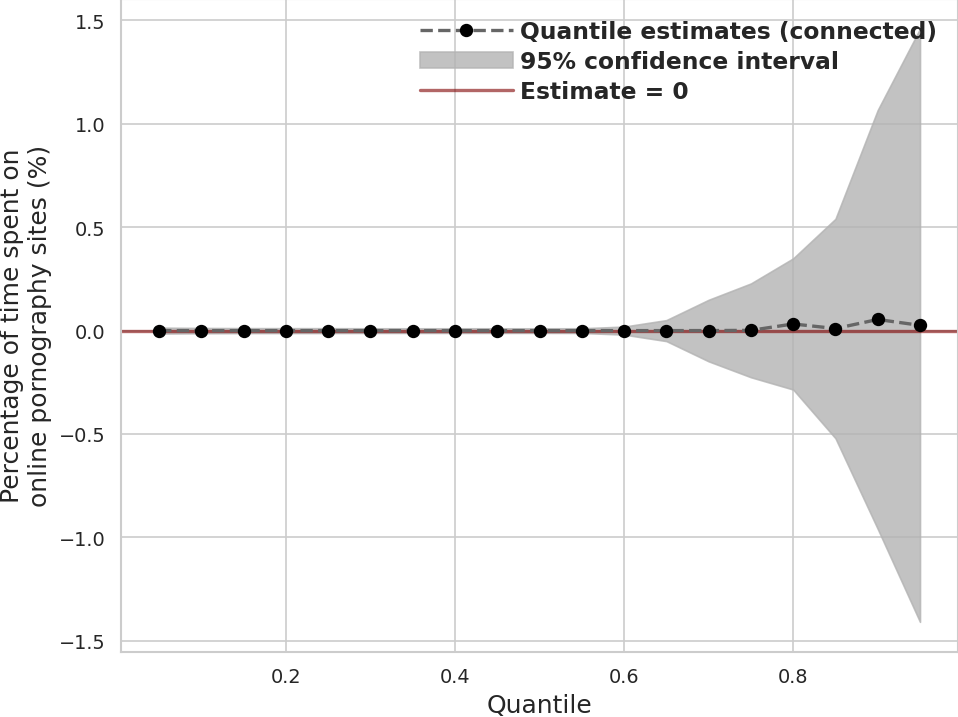 Quantile estimates (connected)
95% confidence interval
Estimate = 0
Percentage of time spent on
online pornography sites (%)
1.5
1.0
0.5
0.0
−0.5
−1.0
−1.5
0.2
0.4
0.6
0.8
Quantile